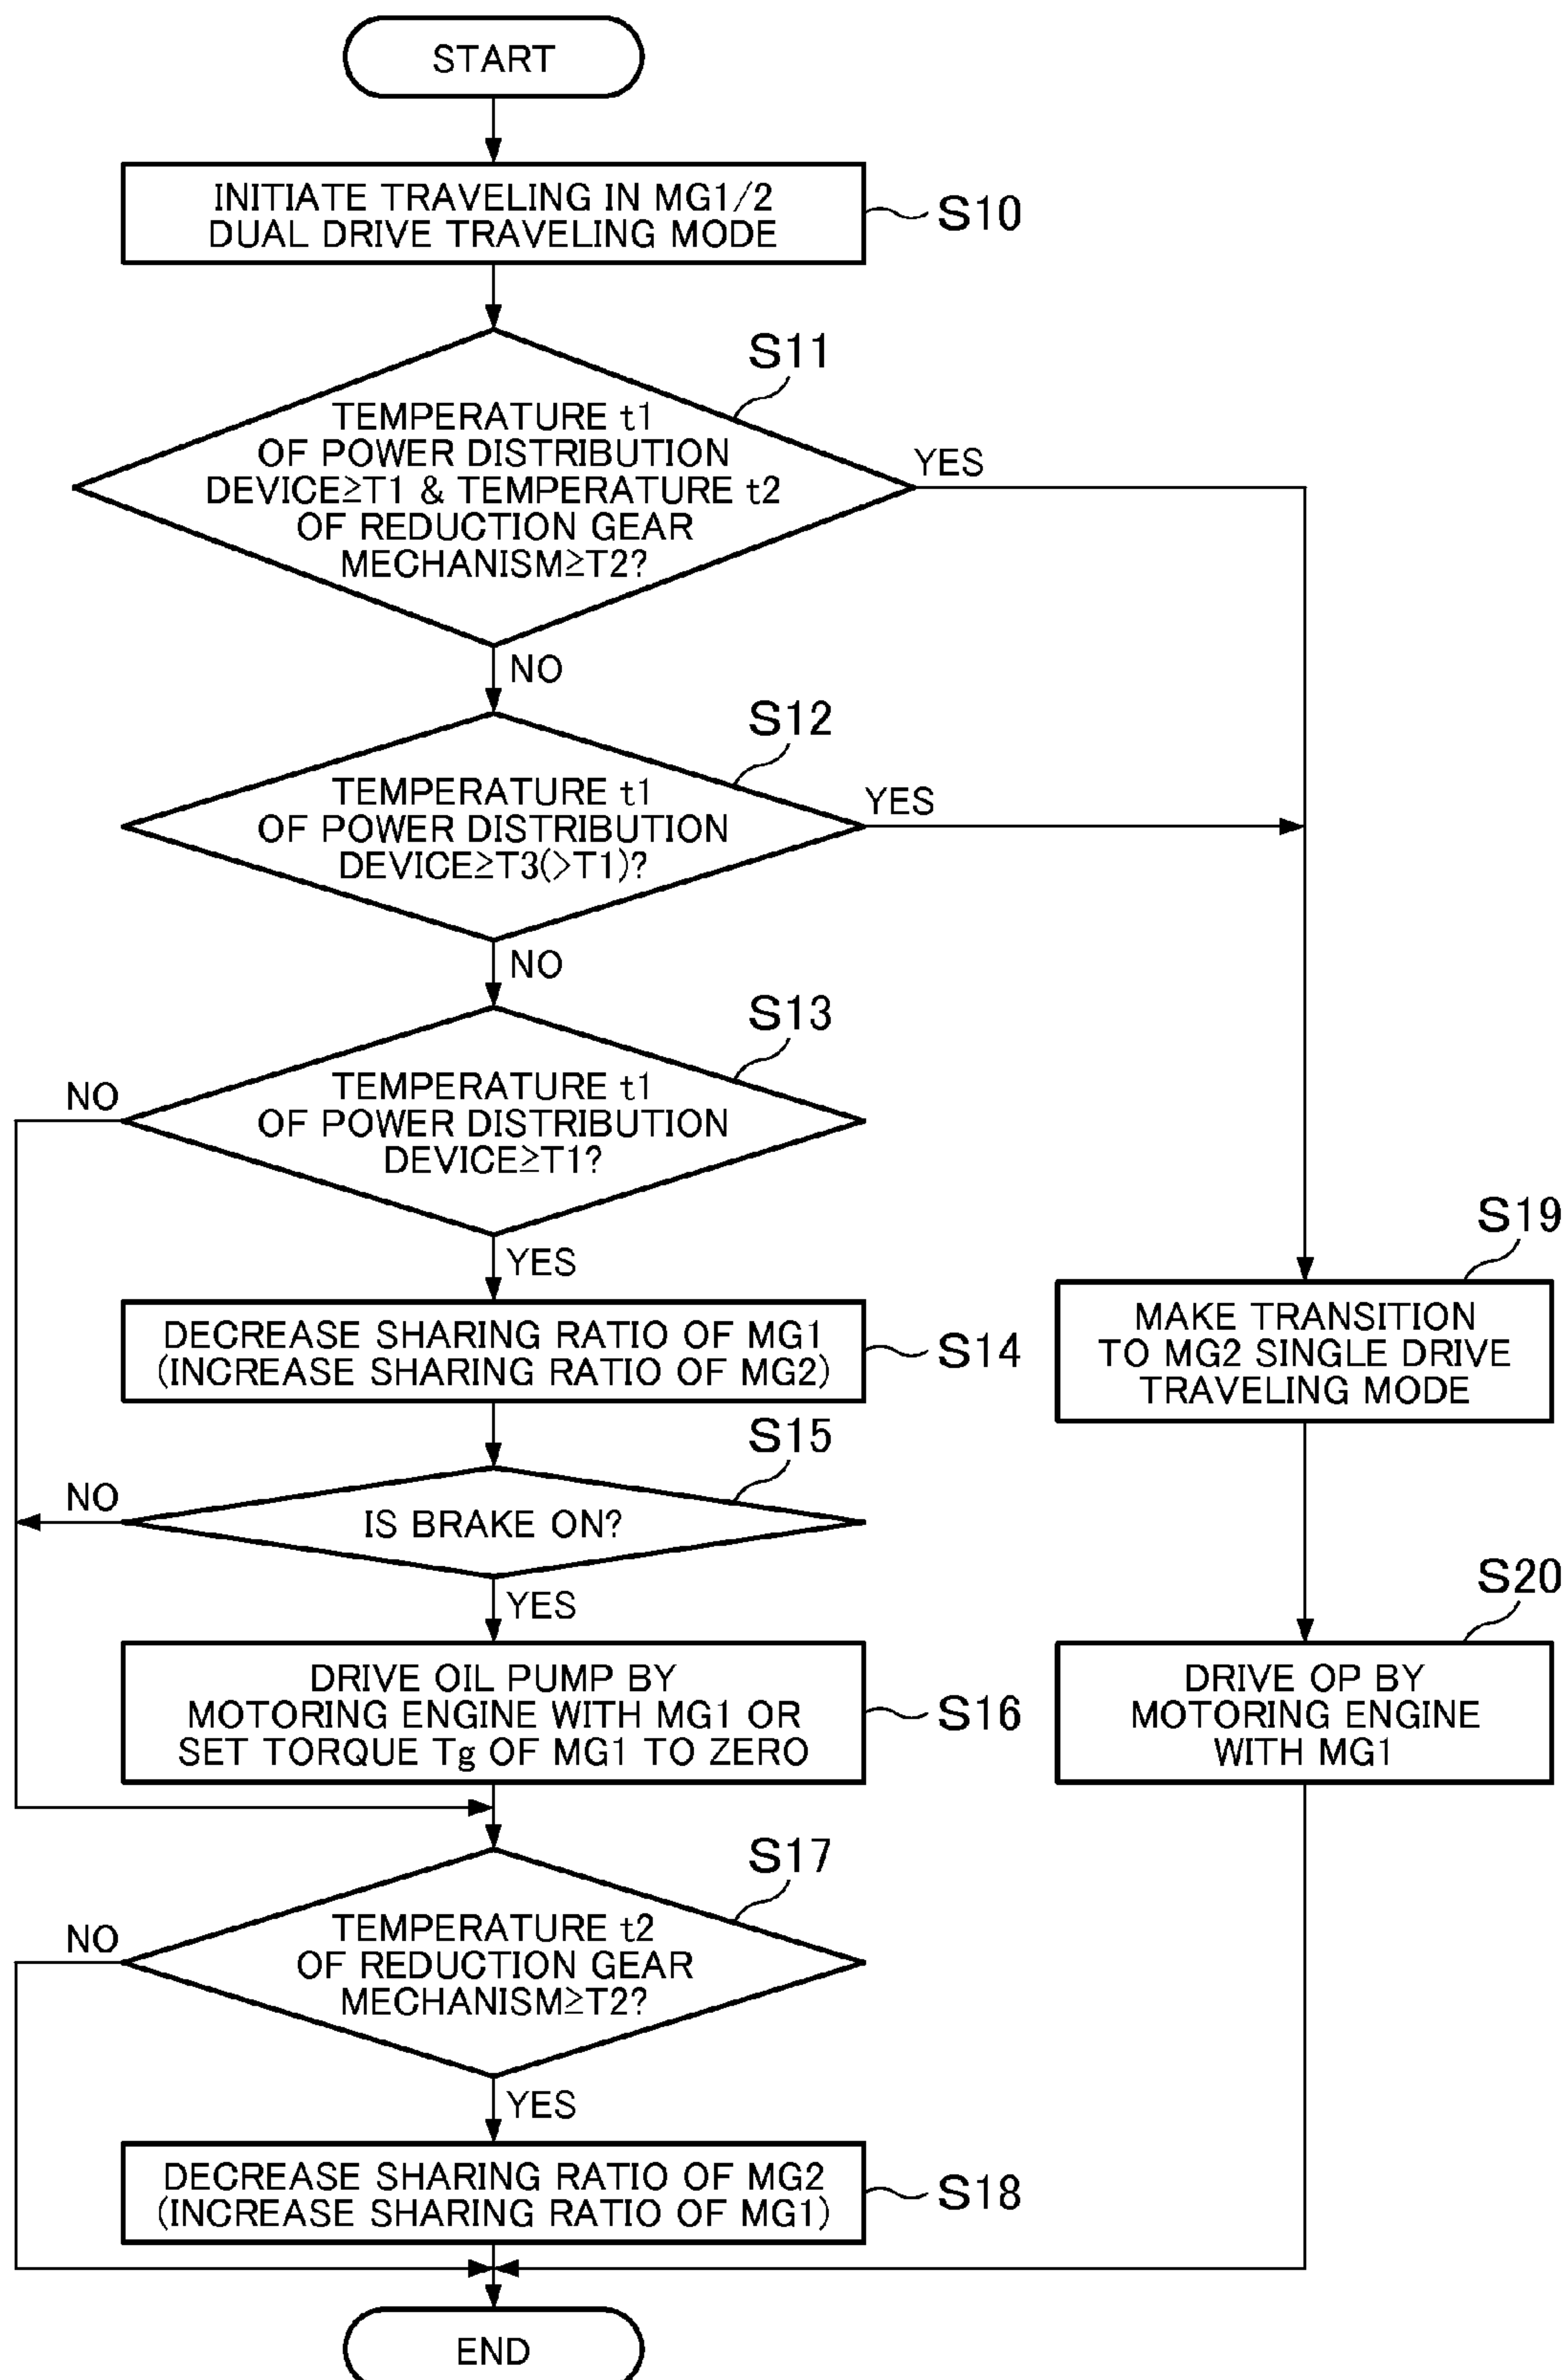 START
INITIATE TRAVELING IN MG1/2
DUAL DRIVE TRAVELING MODE
S10
S11
TEMPERATURE t1
OF POWER DISTRIBUTION
DEVICE≥T1 & TEMPERATURE t2
OF REDUCTION GEAR
MECHANISM≥T2?
YES
NO
S12
TEMPERATURE t1
OF POWER DISTRIBUTION
DEVICE≥T3(>T1)?
YES
NO
S13
TEMPERATURE t1
OF POWER DISTRIBUTION
DEVICE≥T1?
NO
YES
DECREASE SHARING RATIO OF MG1
(INCREASE SHARING RATIO OF MG2)
S14
S15
IS BRAKE ON?
NO
YES
DRIVE OIL PUMP BY
MOTORING ENGINE WITH MG1 OR
SET TORQUE Tg OF MG1 TO ZERO
S16
S17
TEMPERATURE t2
OF REDUCTION GEAR
MECHANISM≥T2?
NO
YES
DECREASE SHARING RATIO OF MG2
(INCREASE SHARING RATIO OF MG1)
S18
S19
MAKE TRANSITION
TO MG2 SINGLE DRIVE
TRAVELING MODE
S20
DRIVE OP BY
MOTORING ENGINE
WITH MG1
END